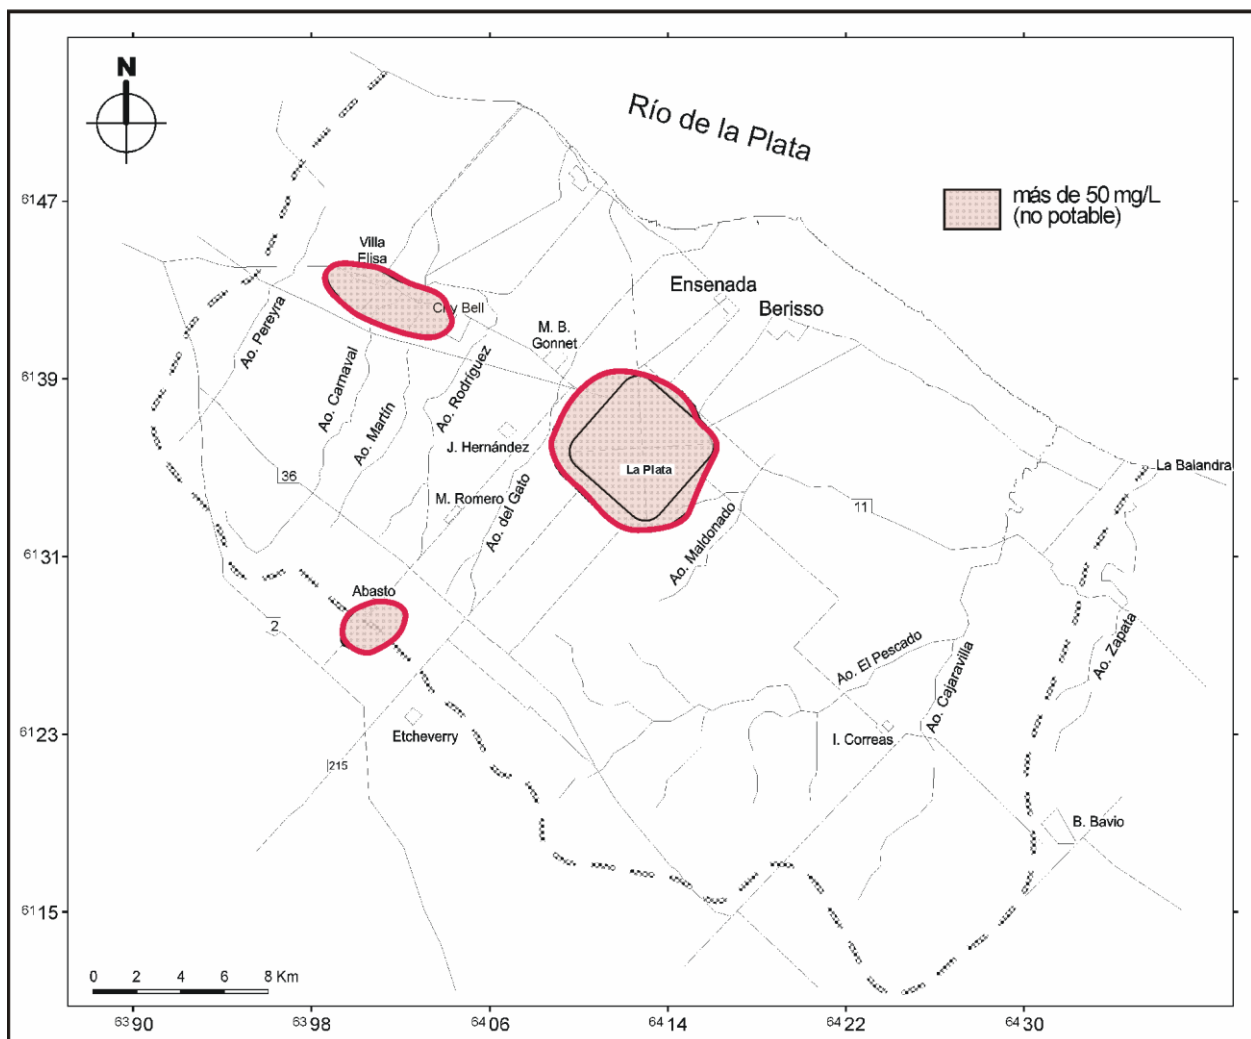 N
Río de la Plata
6147
más de 50 mg/L
(no potable)
Villa
Elisa
Ensenada
City Bell
Berisso
Ao. Pereyra
M. B.
Gonnet
6139
Ao. Carnaval
Ao. Martín
Ao. Rodríguez
J. Hernández
La Plata
La Balandra
36
M. Romero
Ao. del Gato
11
Ao. Maldonado
6131
Abasto
2
Ao. El Pescado
Ao. Cajaravilla
Ao. Zapata
6123
Etcheverry
I. Correas
215
B. Bavio
6115
0 2 4 6 8 Km
6390 6398 6406 6414 6422 6430